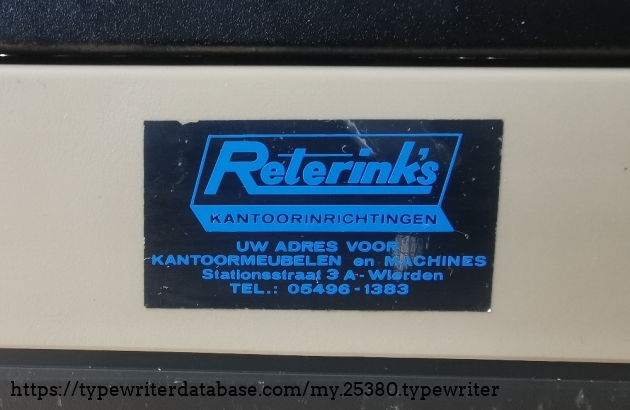 Reterink's
KANTOORINRICHTINGEN
UW ADRES VOOR
KANTOORMEUBELEN en MACHINES
Stationsstraat 3 A - Wierden
TEL.: 05496-1383
https://typewriterdatabase.com/my.25380.typewriter